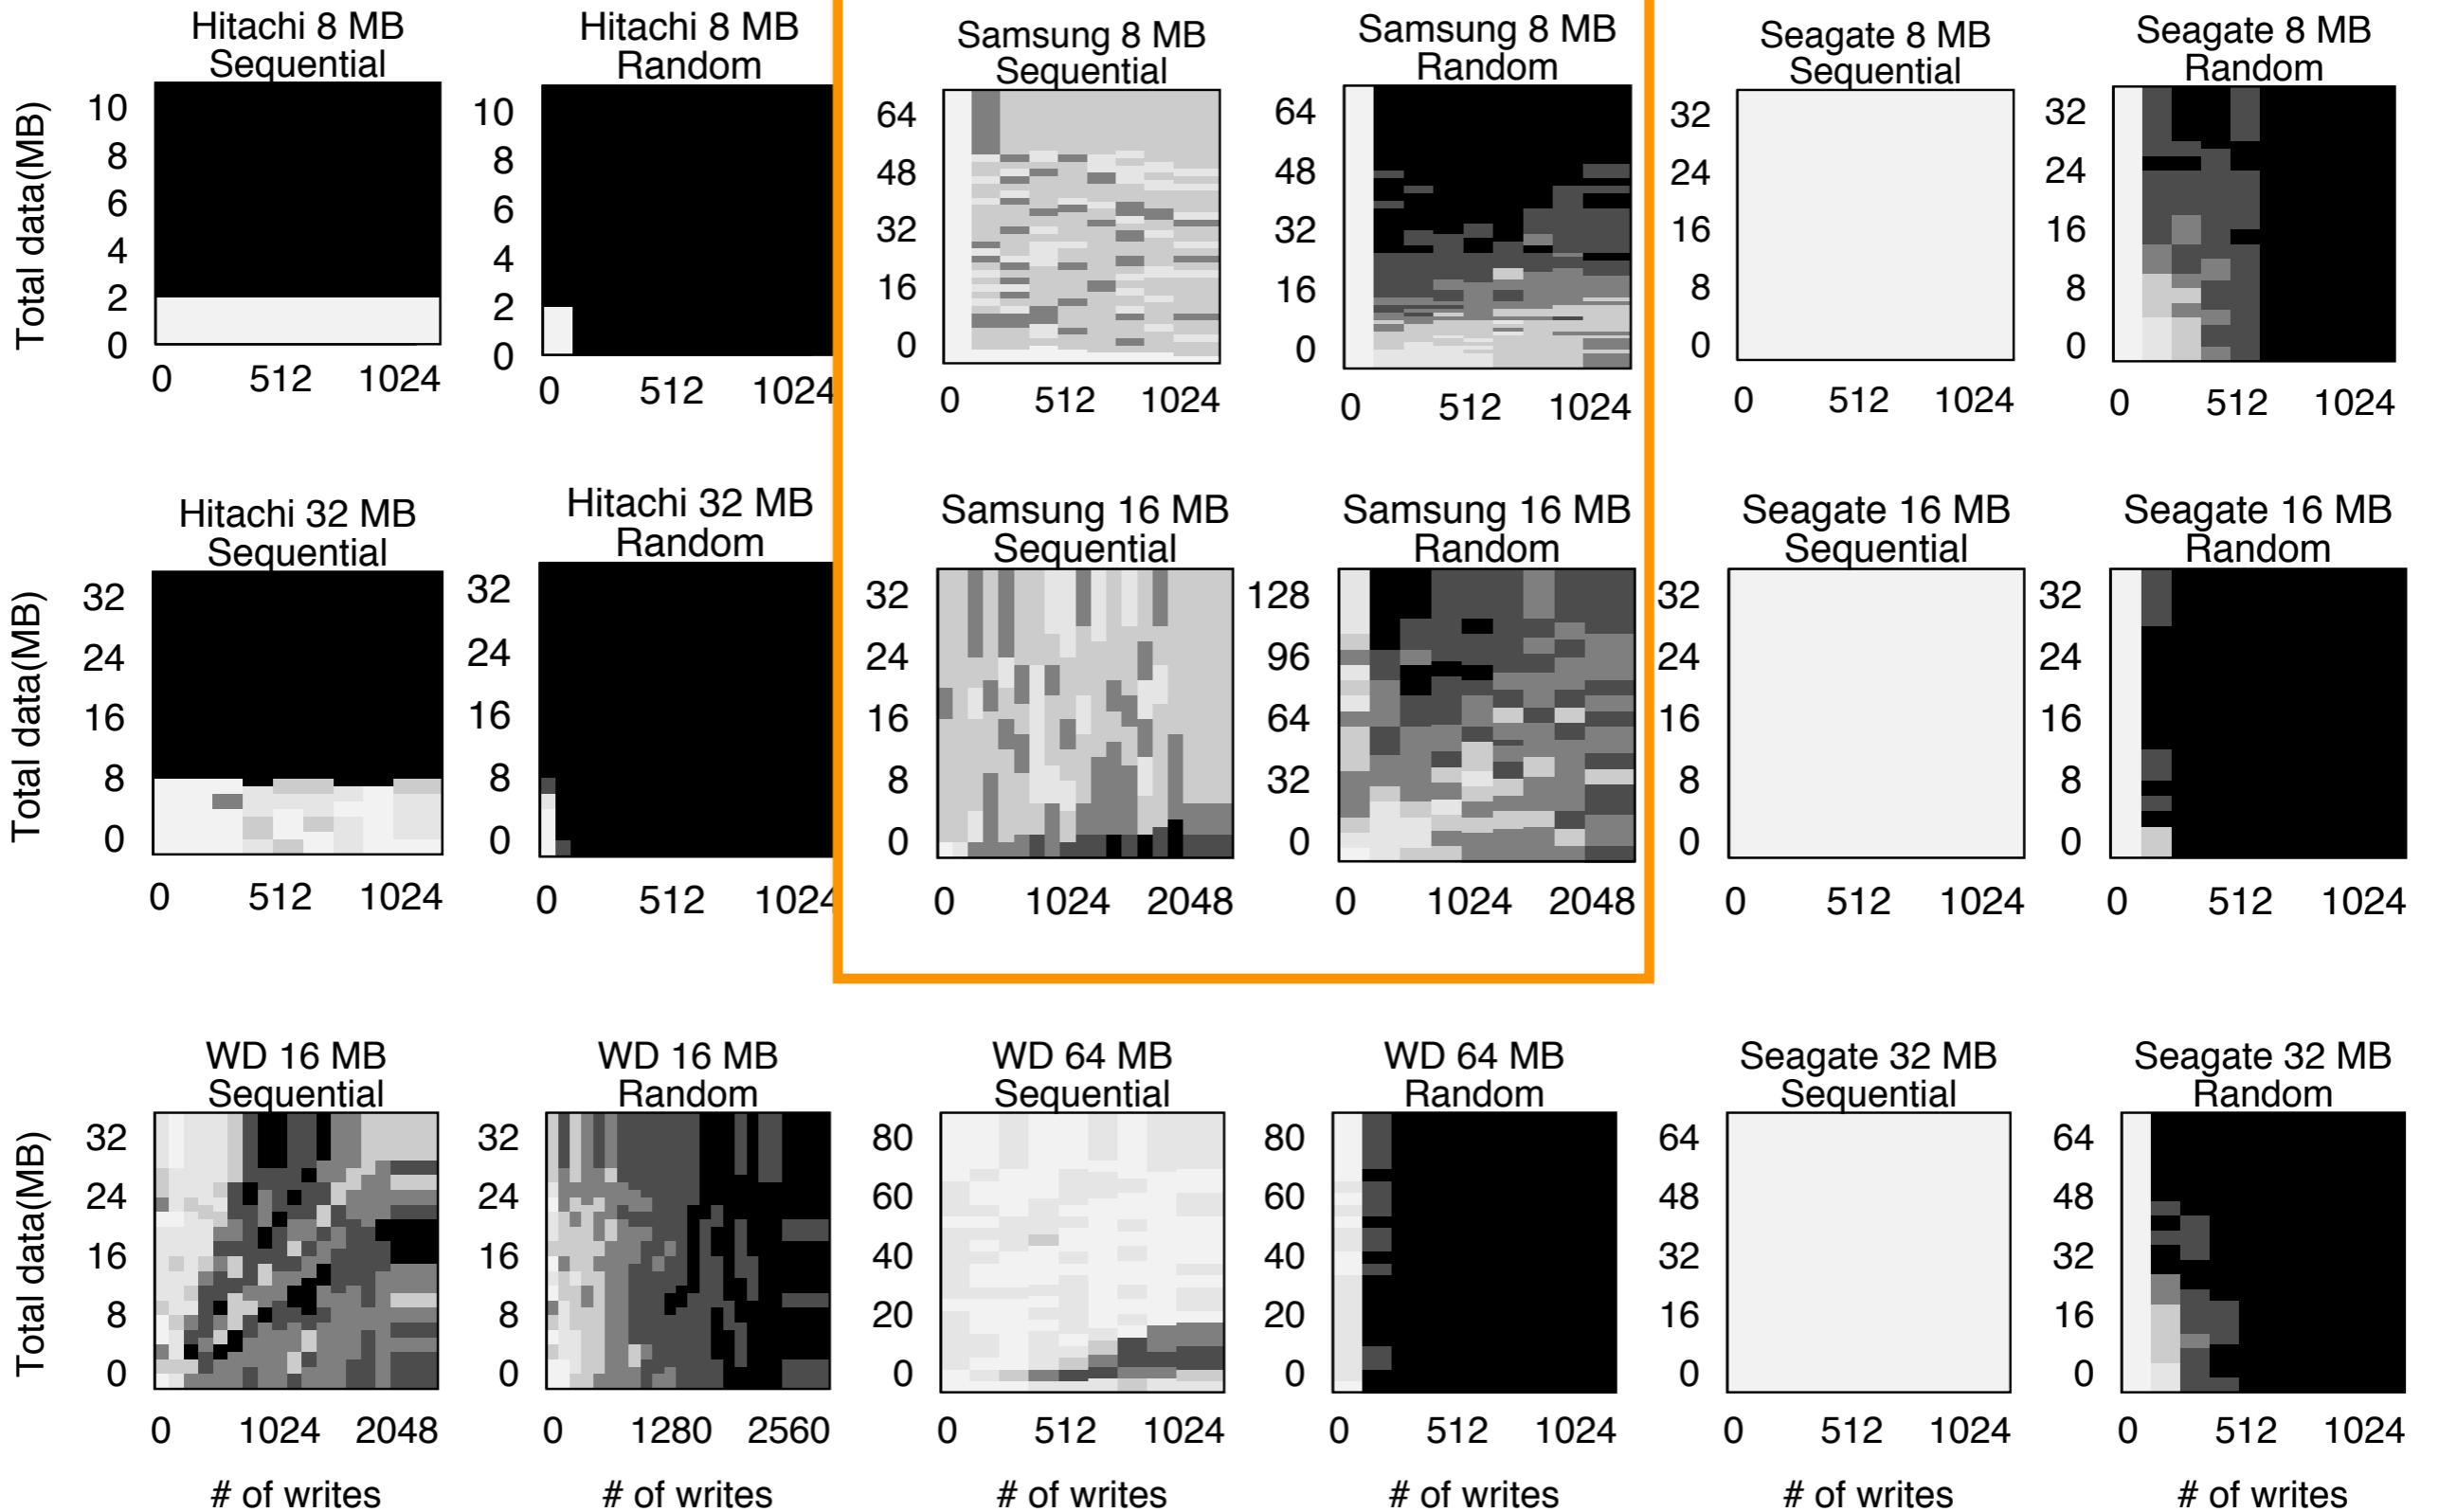 Hitachi 8 MB
Sequential
Hitachi 8 MB
Random
Samsung 8 MB
Sequential
Samsung 8 MB
Random
Seagate 8 MB
Sequential
Seagate 8 MB
Random
Total data(MB)
10
8
6
4
2
0
0 512 1024
10
8
6
4
2
0
0 512 1024
64
48
32
16
0
0 512 1024
64
48
32
16
0
0 512 1024
32
24
16
8
0
0 512 1024
32
24
16
8
0
0 512 1024
Hitachi 32 MB
Sequential
Hitachi 32 MB
Random
Samsung 16 MB
Sequential
Samsung 16 MB
Random
Seagate 16 MB
Sequential
Seagate 16 MB
Random
Total data(MB)
32
24
16
8
0
0 512 1024
32
24
16
8
0
0 512 1024
32
24
16
8
0
0 1024 2048
128
96
64
32
0
0 1024 2048
32
24
16
8
0
0 512 1024
32
24
16
8
0
0 512 1024
WD 16 MB
Sequential
WD 16 MB
Random
WD 64 MB
Sequential
WD 64 MB
Random
Seagate 32 MB
Sequential
Seagate 32 MB
Random
Total data(MB)
32
24
16
8
0
0 1024 2048
# of writes
32
24
16
8
0
0 1280 2560
# of writes
80
60
40
20
0
0 512 1024
# of writes
80
60
40
20
0
0 512 1024
# of writes
64
48
32
16
0
0 512 1024
# of writes
64
48
32
16
0
0 512 1024
# of writes